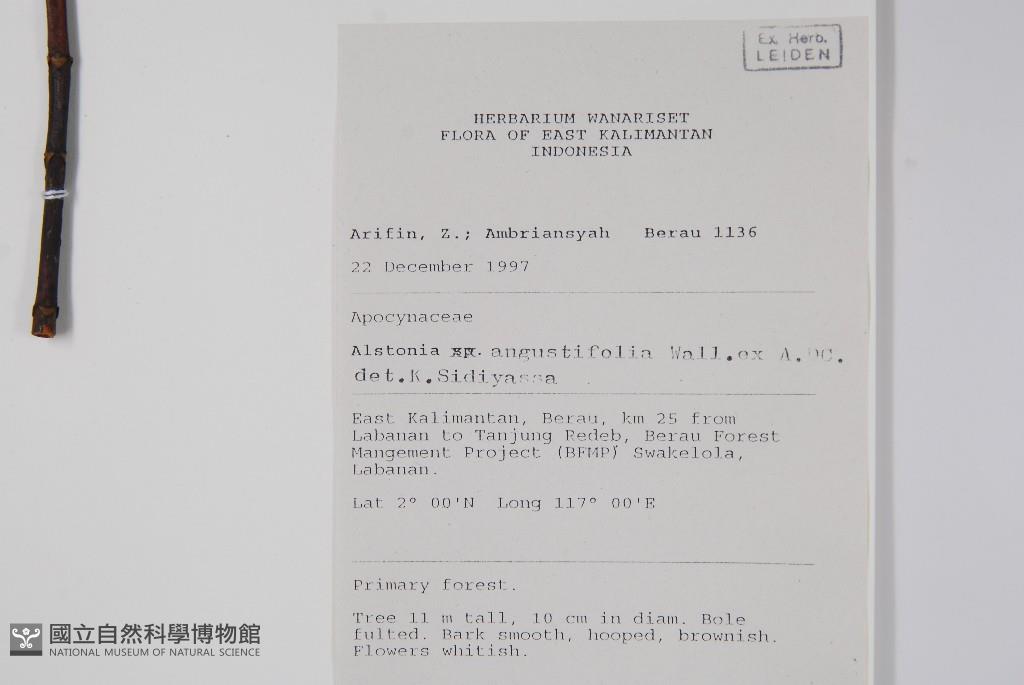 Ex. Herb.
LEIDEN
HERBARIUM WANARISET
FLORA OF EAST KALIMANTAN
INDONESIA
Arifin, Z.; Ambriansyah Berau 1136
22 December 1997
Apocynaceae
Alstonia sp. angustifolia Wall.ex A.DC.
det.K.Sidiyassa
East Kalimantan, Berau, km 25 from
Labanan to Tanjung Redeb, Berau Forest
Mangement Project (BFMP) Swakelola,
Labanan.
Lat 2° 00'N Long 117° 00'E
Primary forest.
Tree 11 m tall, 10 cm in diam. Bole
fulted. Bark smooth, hooped, brownish.
Flowers whitish.
國立自然科學博物館
NATIONAL MUSEUM OF NATURAL SCIENCE